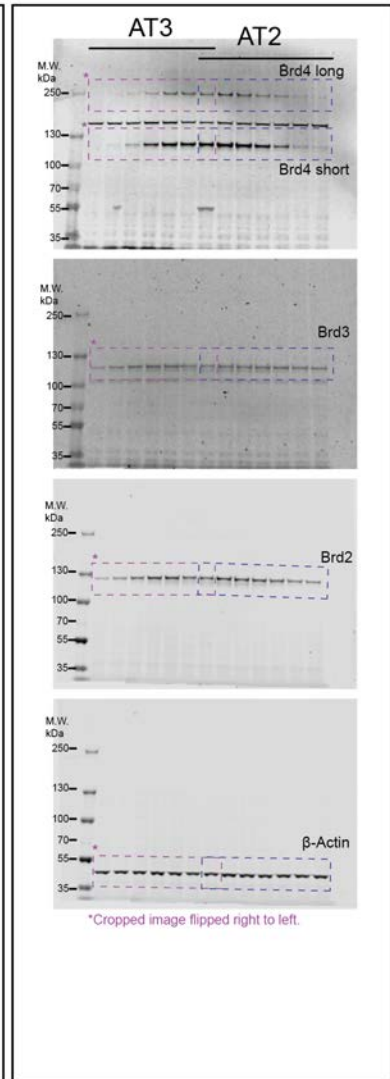 AT3 AT2
M.W.
kDa
*
Brd4 long
250
130
100
70
55
35
Brd4 short
M.W.
kDa
250
*
Brd3
130
100
70
55
35
M.W.
kDa
250
*
Brd2
130
100
70
55
35
M.W.
kDa
250
130
100
70
*
β-Actin
55
35
*Cropped image flipped right to left.